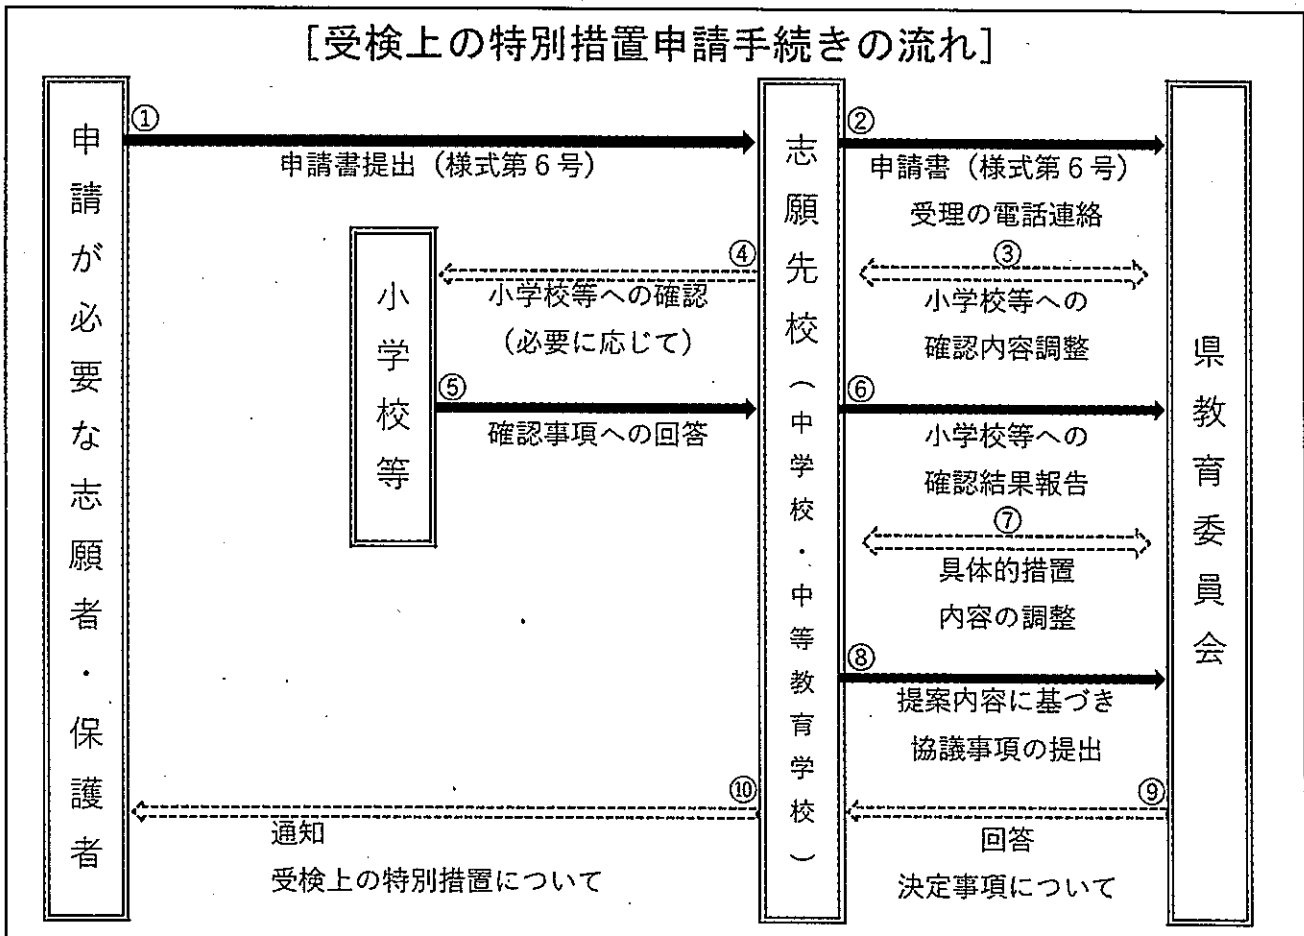 [受検上の特別措置申請手続きの流れ]
申請が必要な志願者・保護者
①
申請書提出（様式第６号）
小学校等
志願先校（中学校・中等教育学校）
県教育委員会
②
申請書（様式第６号）
受理の電話連絡
③
小学校等への
確認内容調整
④
小学校等への確認
（必要に応じて）
⑤
確認事項への回答
⑥
小学校等への
確認結果報告
⑦
具体的措置
内容の調整
⑧
提案内容に基づき
協議事項の提出
⑨
回答
決定事項について
⑩
通知
受検上の特別措置について